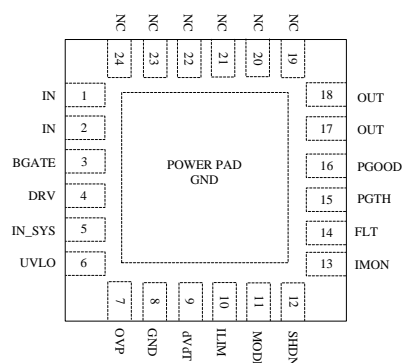 NC NC NC NC NC NC
24 23 22 21 20 19
IN 1
IN 2
BGATE 3
DRV 4
IN_SYS 5
UVLO 6
POWER PAD
GND
18 OUT
17 OUT
16 PGOOD
15 PGTH
14 FLT
13 IMON
7 8 9 10 11 12
OVP GND dVdT ILIM MODE SHDN